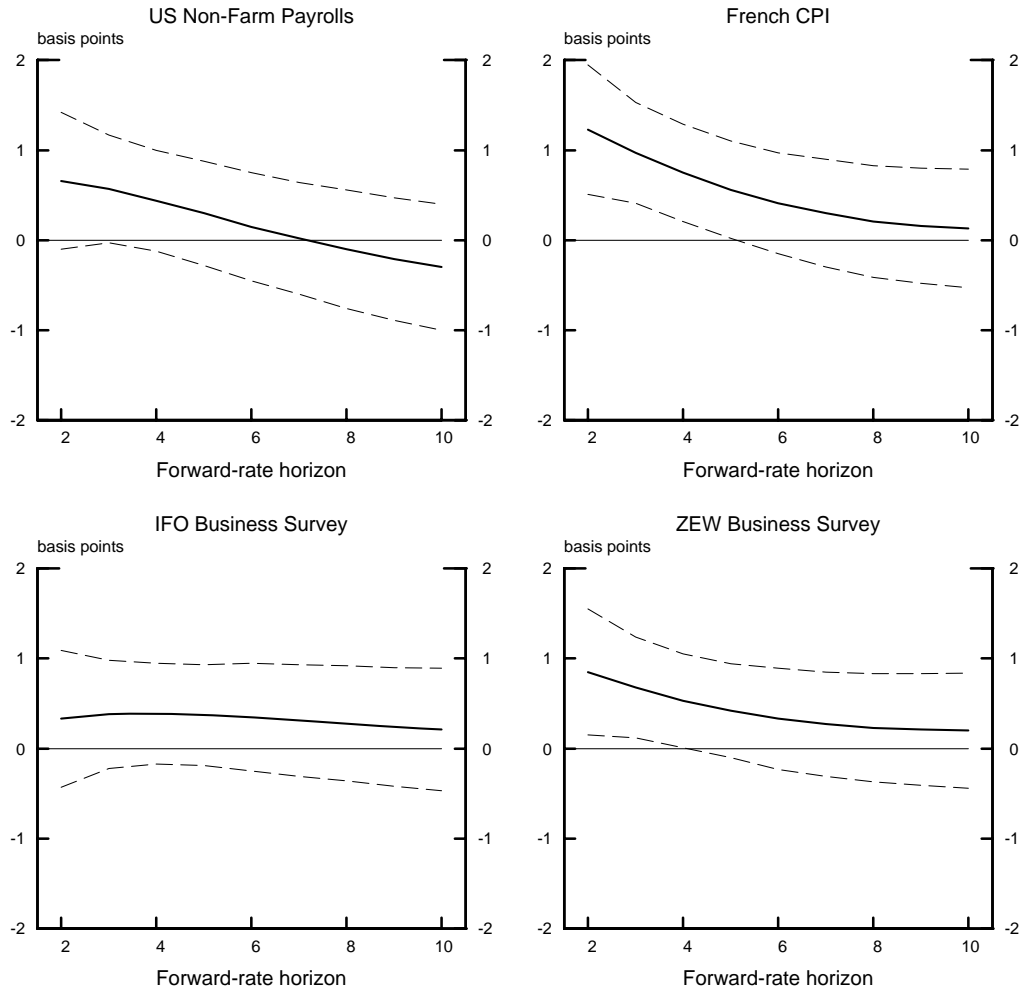 US Non-Farm Payrolls
basis points
2 2
1 1
0 0
-1 -1
-2 -2
2 4 6 8 10
Forward-rate horizon
French CPI
basis points
2 2
1 1
0 0
-1 -1
-2 -2
2 4 6 8 10
Forward-rate horizon
IFO Business Survey
basis points
2 2
1 1
0 0
-1 -1
-2 -2
2 4 6 8 10
Forward-rate horizon
ZEW Business Survey
basis points
2 2
1 1
0 0
-1 -1
-2 -2
2 4 6 8 10
Forward-rate horizon